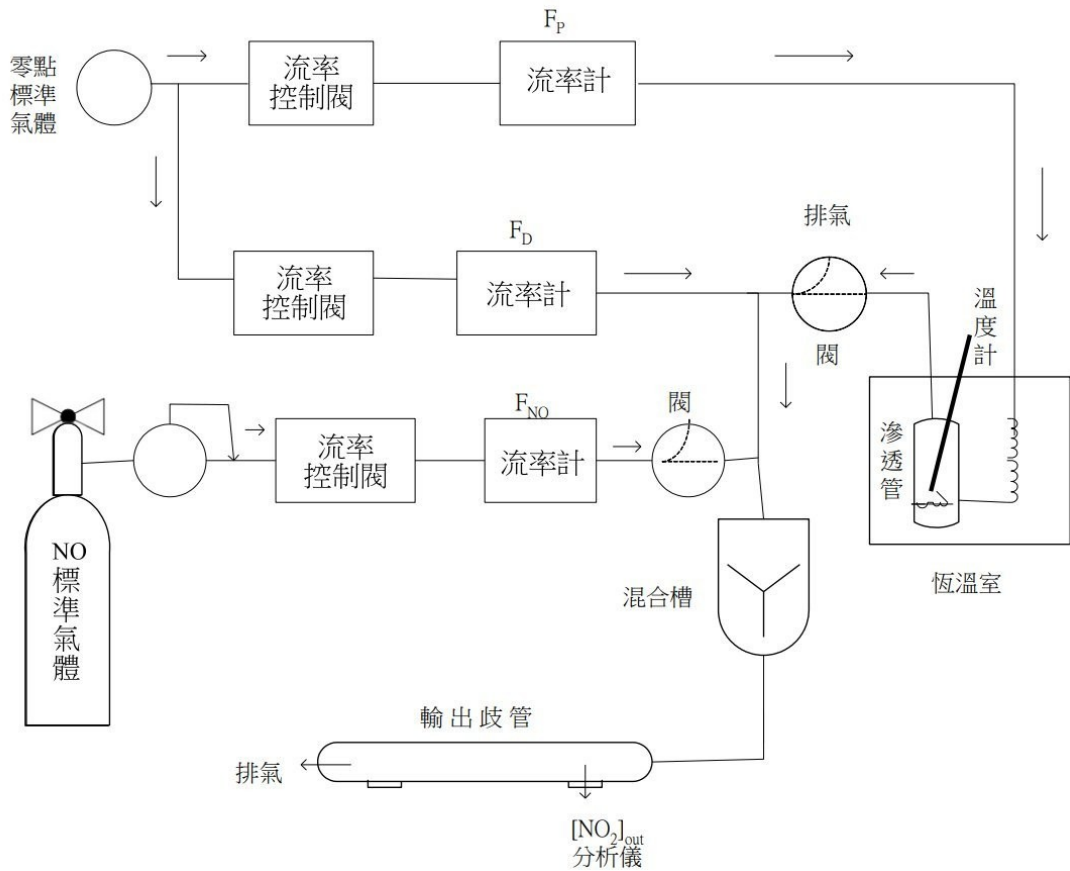 F_P
零點
標準
氣體
流率
控制閥
流率計
F_D
流率
控制閥
流率計
排氣
閥
溫度計
F_NO
流率
控制閥
流率計
閥
滲透管
恆溫室
NO
標準氣體
混合槽
輸出歧管
排氣
[NO₂]out
分析儀